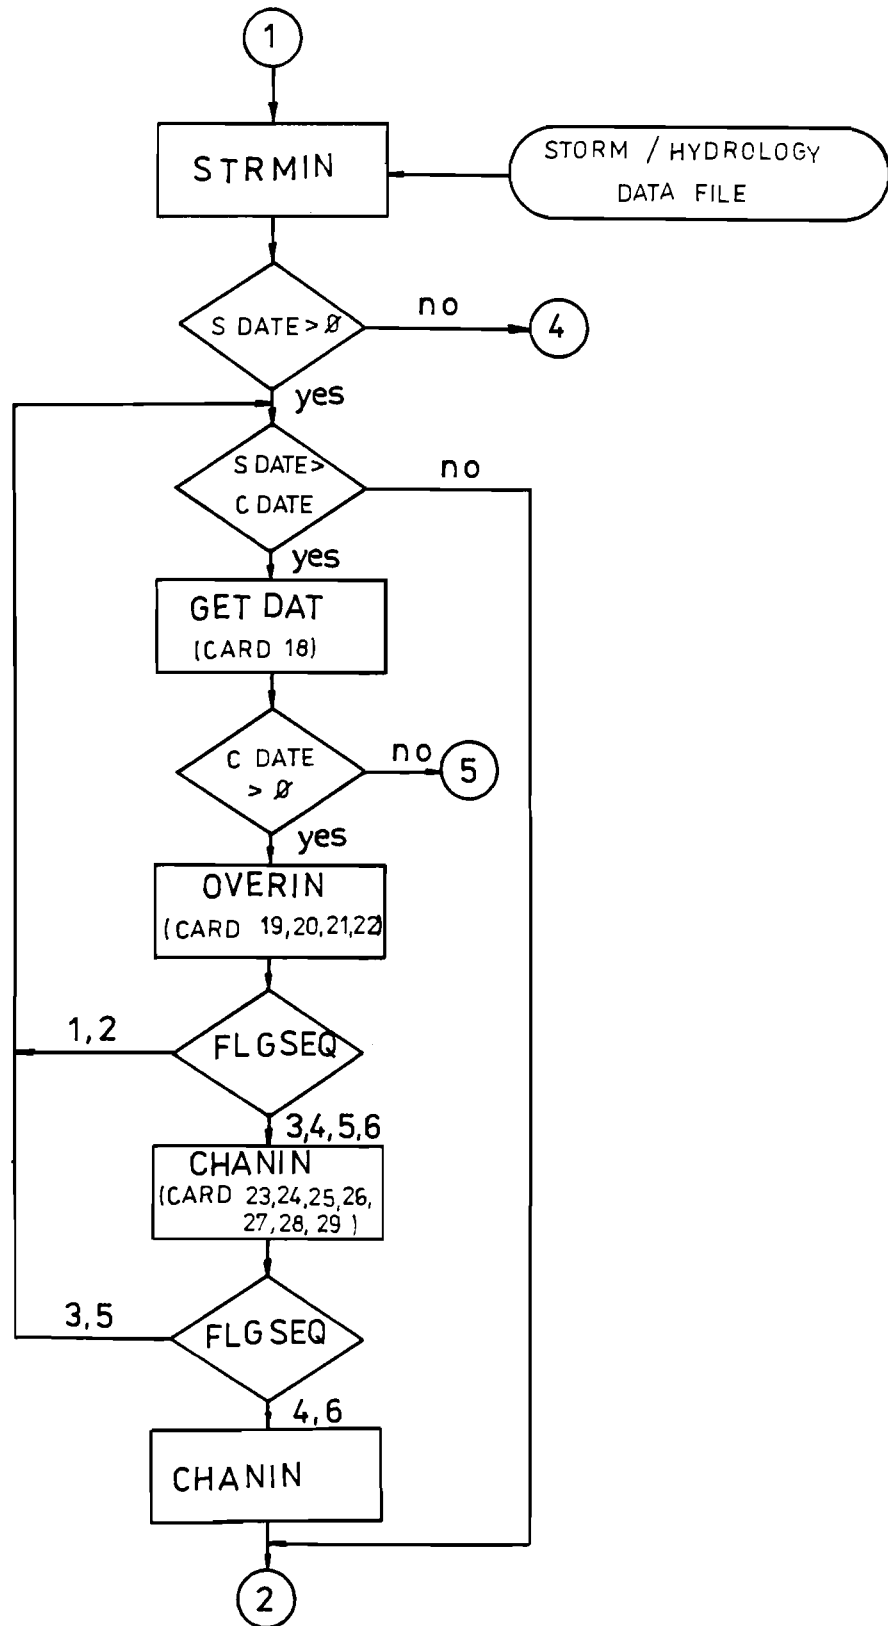 1
STRMIN
STORM / HYDROLOGY
DATA FILE
S DATE > Ø
no
4
yes
S DATE >
C DATE
no
yes
GET DAT
(CARD 18)
C DATE
> Ø
no
5
yes
OVERIN
(CARD 19,20,21,22)
FLGSEQ
1,2
3,4,5,6
CHANIN
(CARD 23,24,25,26,
27,28,29)
FLGSEQ
3,5
4,6
CHANIN
2